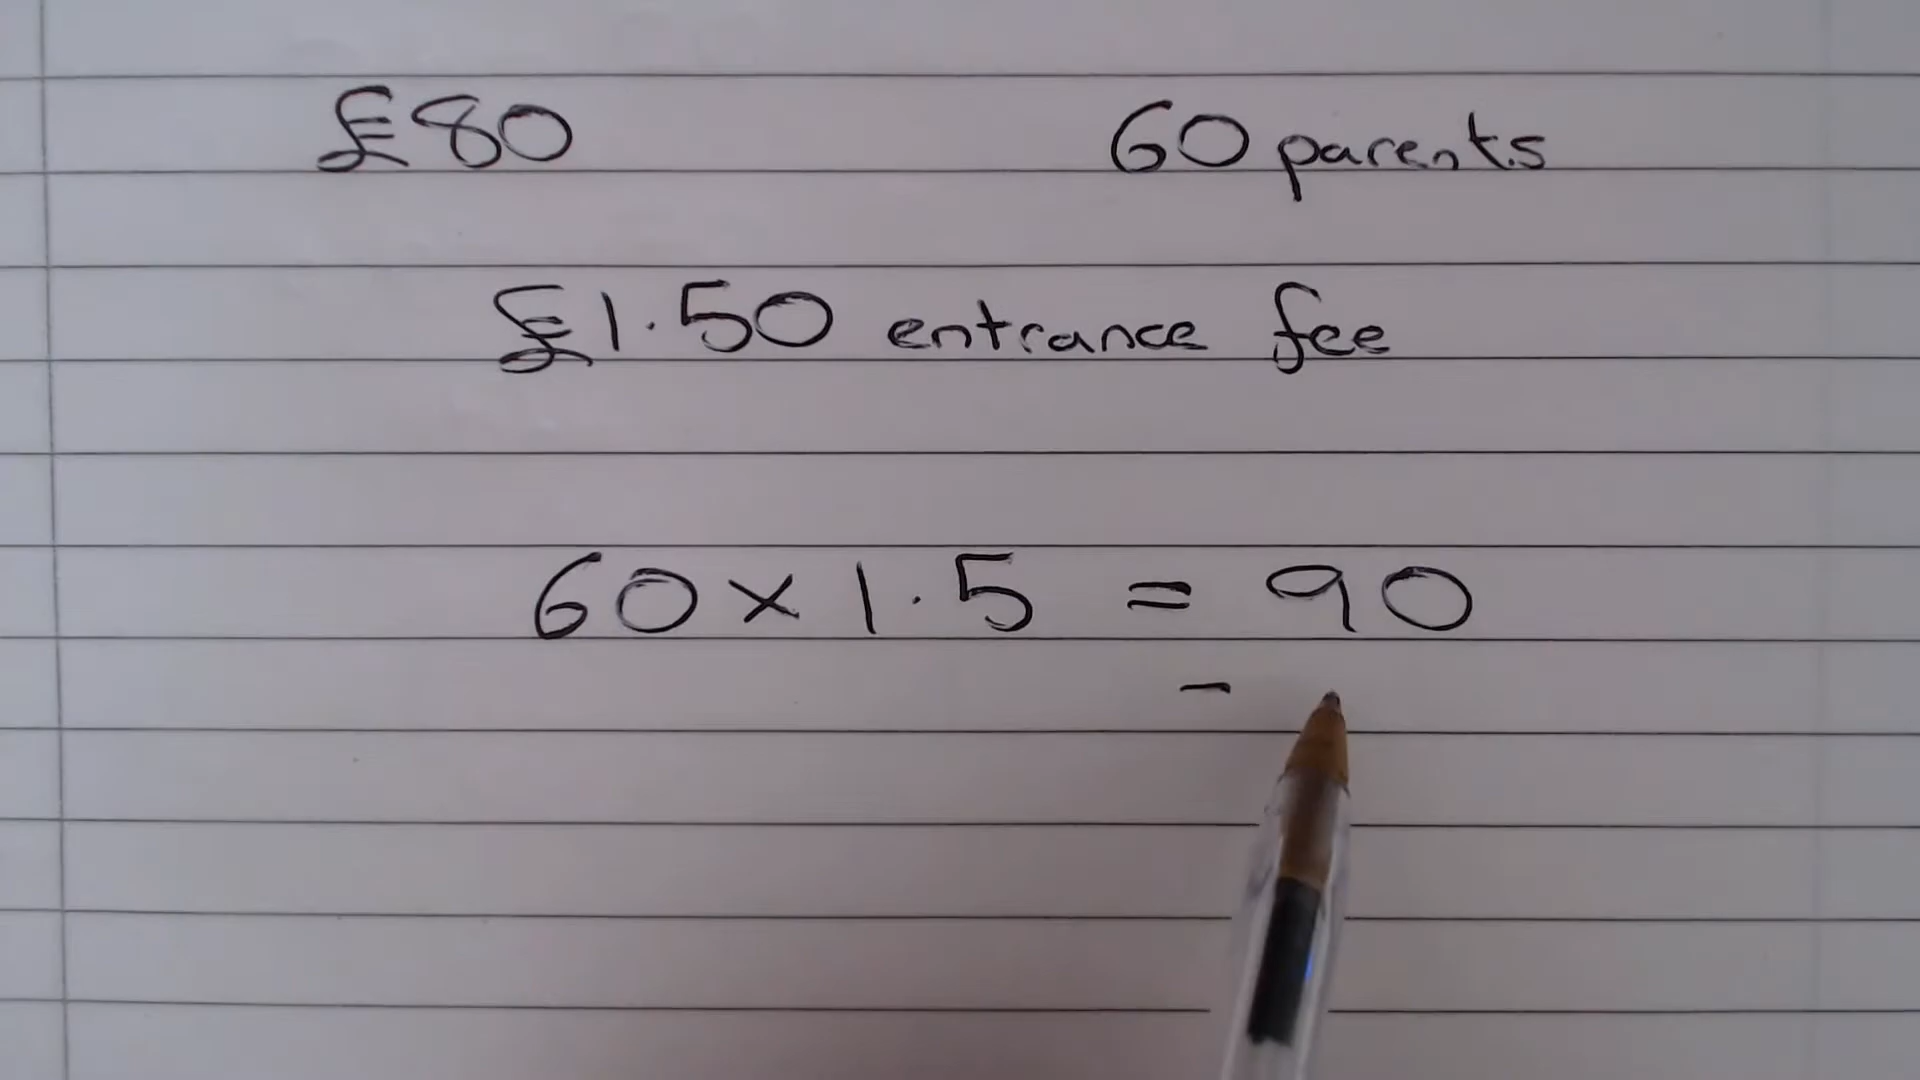 £80 60 parents
£1.50 entrance fee
60 × 1.5 = 90
-